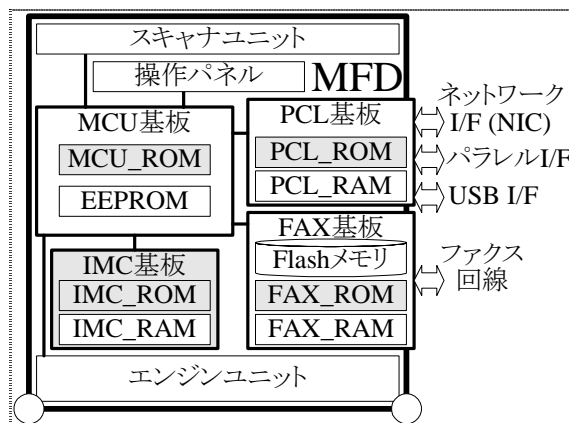 スキャナユニット
操作パネル
MFD
MCU基板
MCU_ROM
EEPROM
PCL基板
PCL_ROM
PCL_RAM
ネットワーク
I/F (NIC)
パラレルI/F
USB I/F
IMC基板
IMC_ROM
IMC_RAM
FAX基板
Flashメモリ
FAX_ROM
FAX_RAM
ファクス
回線
エンジンユニット